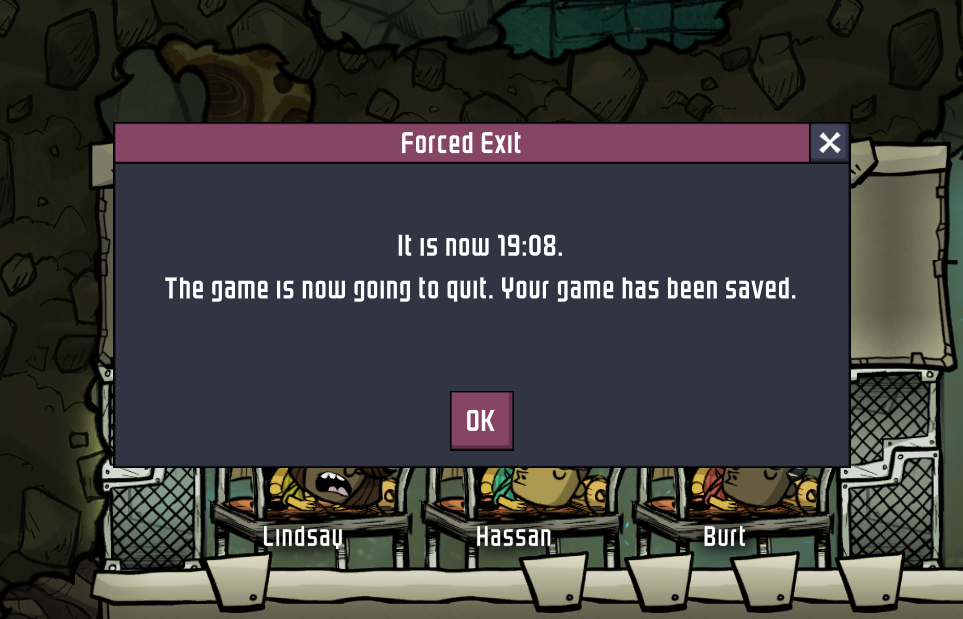 Forced Exit
It is now 19:08.
The game is now going to quit. Your game has been saved.
OK
Lindsay
Hassan
Burt